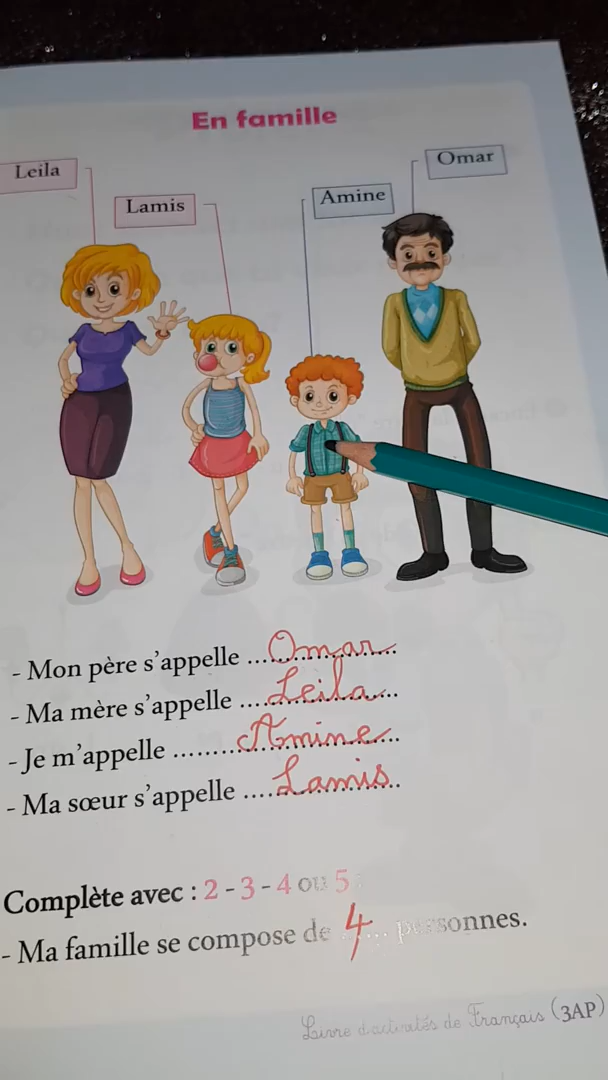 En famille
Leila
Lamis
Amine
Omar
- Mon père s'appelle ....Omar....
- Ma mère s'appelle ....Leila....
- Je m'appelle .......Amine....
- Ma sœur s'appelle ....Lamis..
Complète avec : 2 - 3 - 4 ou 5 :
- Ma famille se compose de ..4... personnes.
Livre d'activités de Français (3AP)